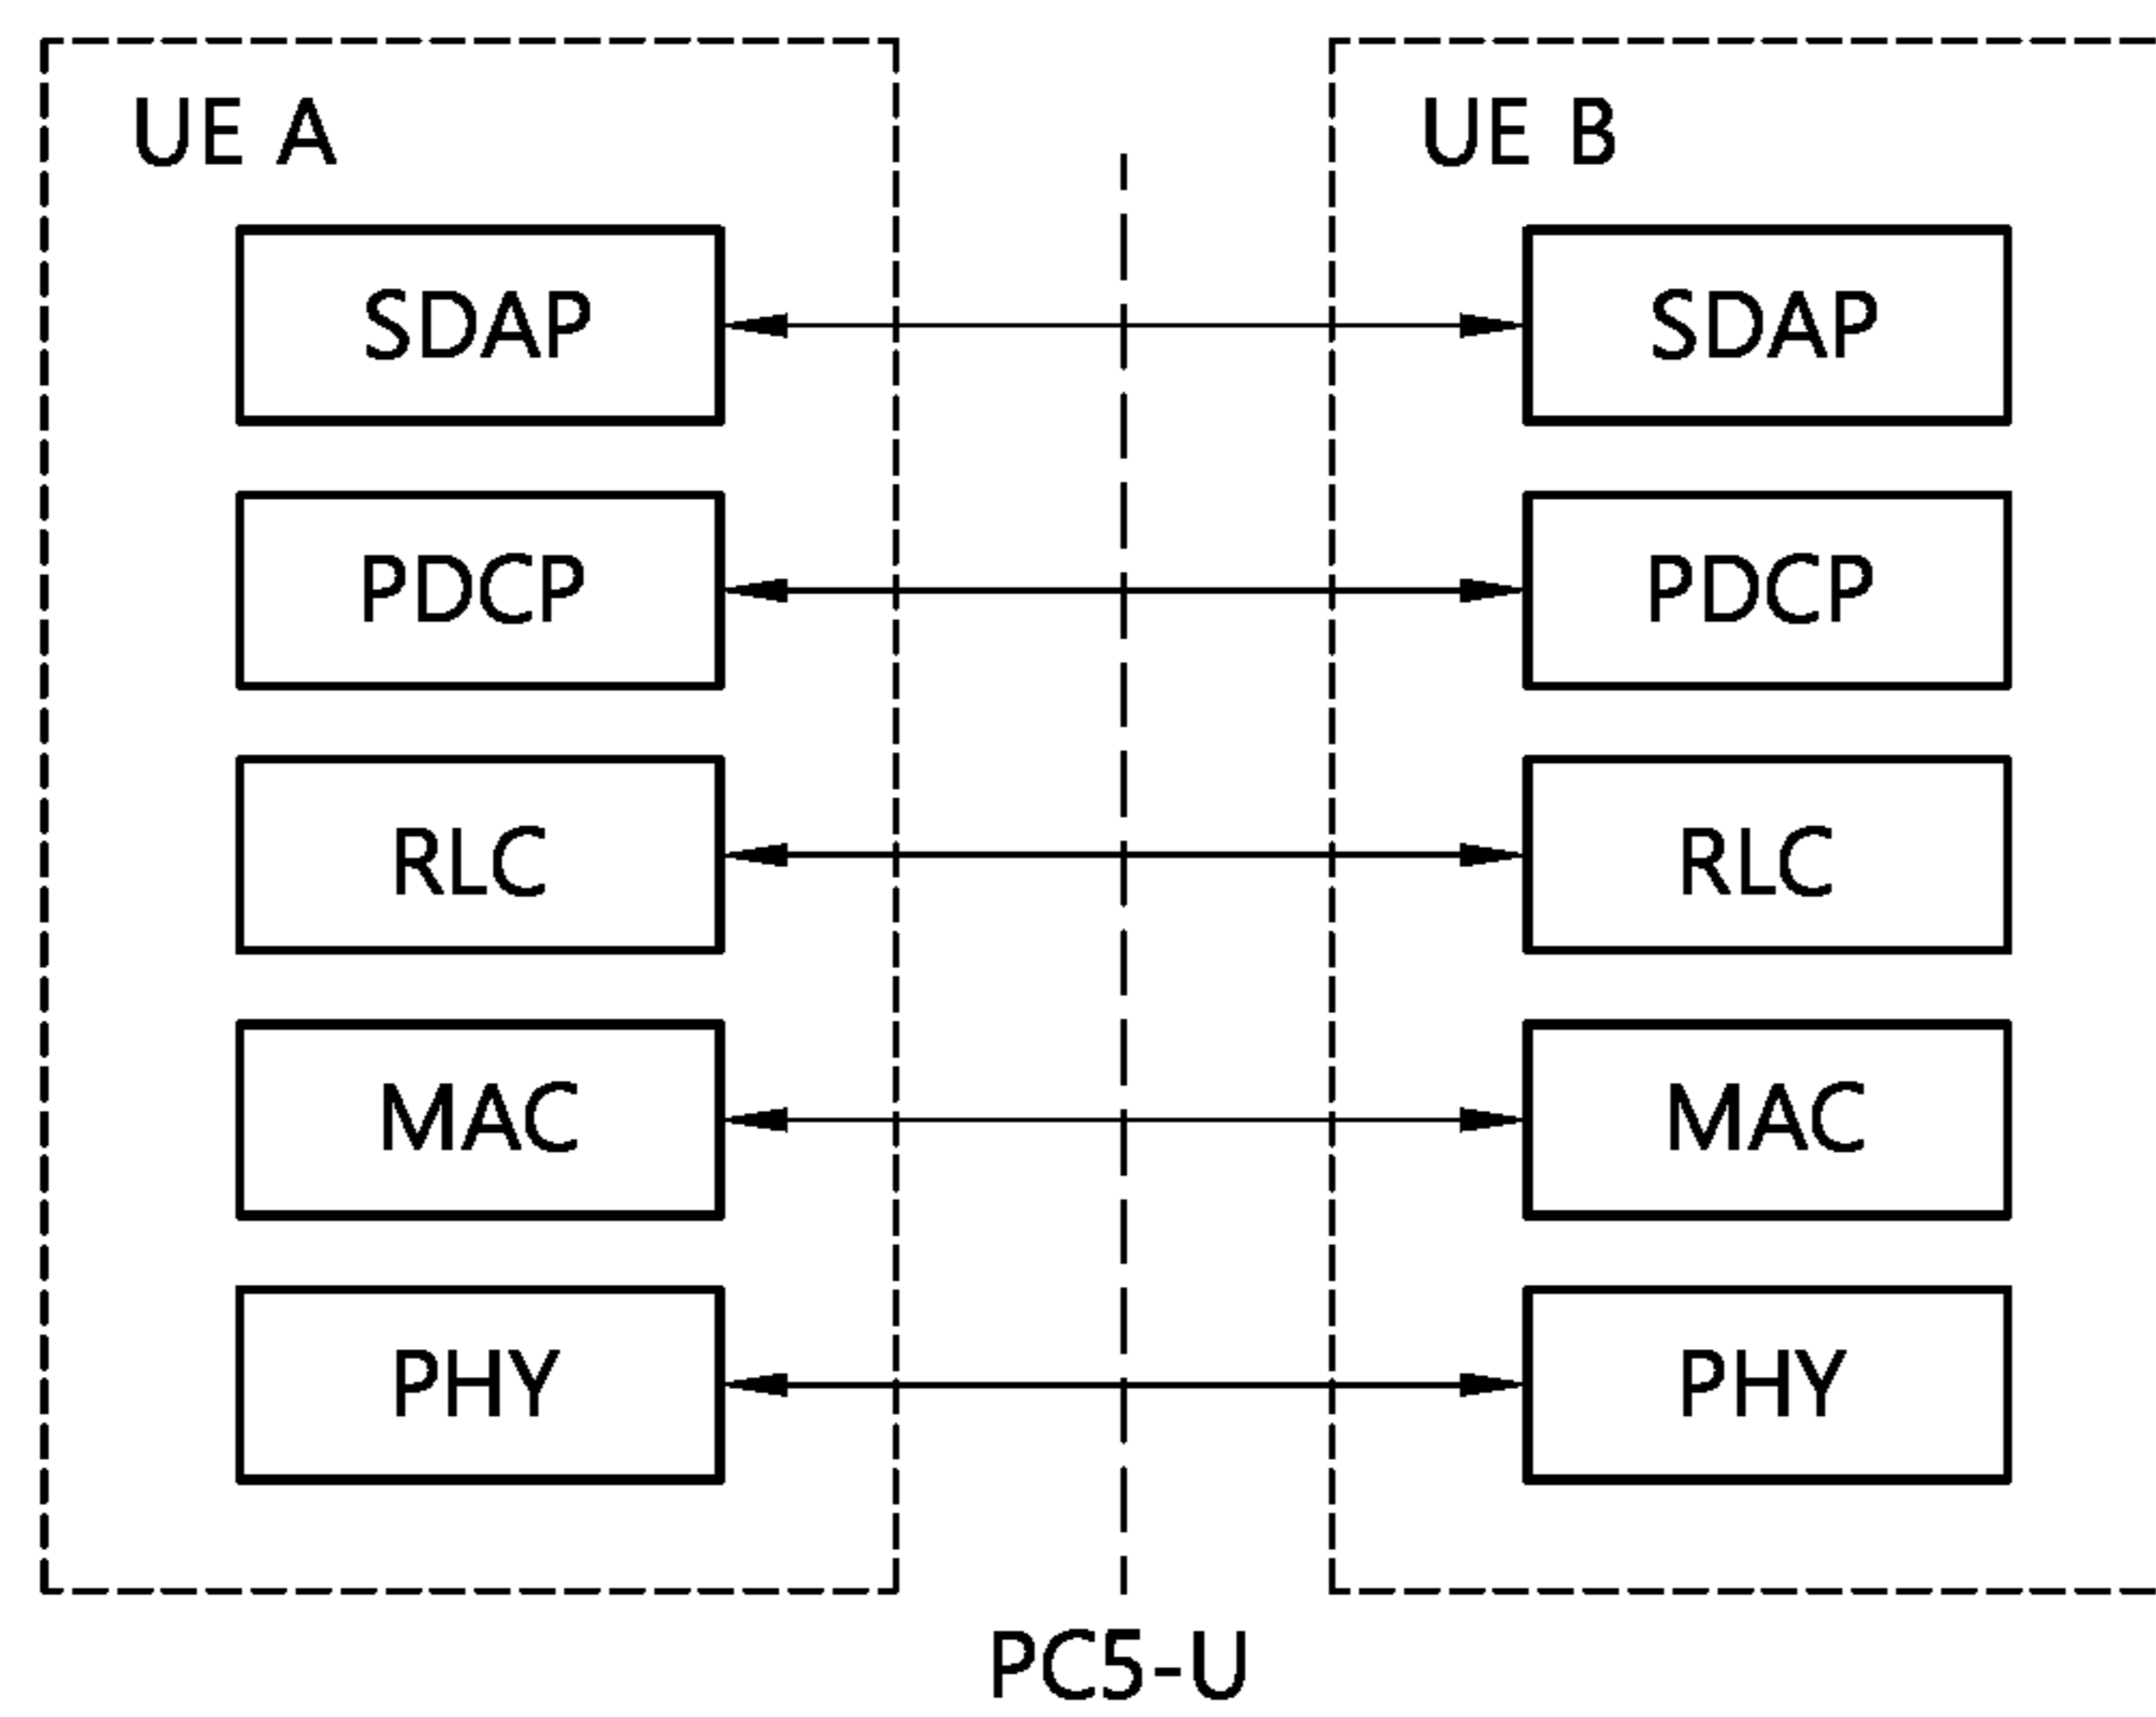 UE A
UE B
SDAP
SDAP
PDCP
PDCP
RLC
RLC
MAC
MAC
PHY
PHY
PC5-U